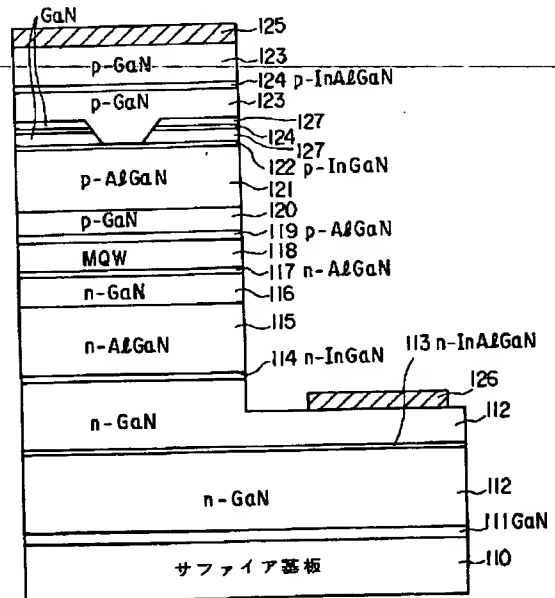 GaN
125
p-GaN
123
124 p-InAlGaN
p-GaN
123
127
124
127
122 p-InGaN
p-AlGaN
121
p-GaN
120
119 p-AlGaN
MQW
118
117 n-AlGaN
n-GaN
116
115
n-AlGaN
114 n-InGaN
113 n-InAlGaN
126
n-GaN
112
n-GaN
112
111 GaN
サファイア基板
110